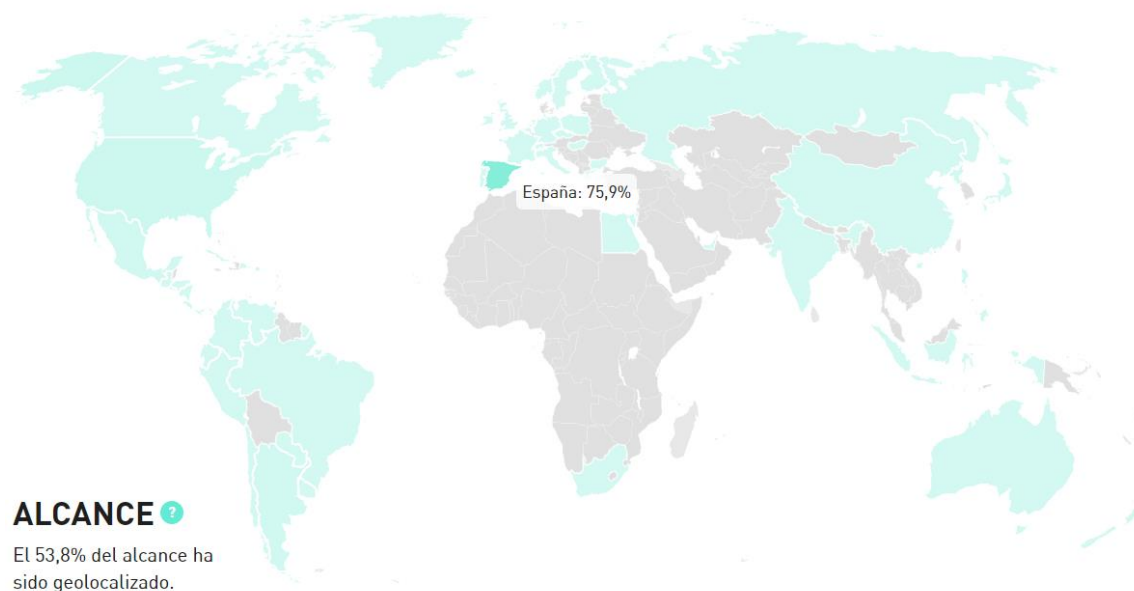 España: 75,9%
ALCANCE ?
El 53,8% del alcance ha
sido geolocalizado.